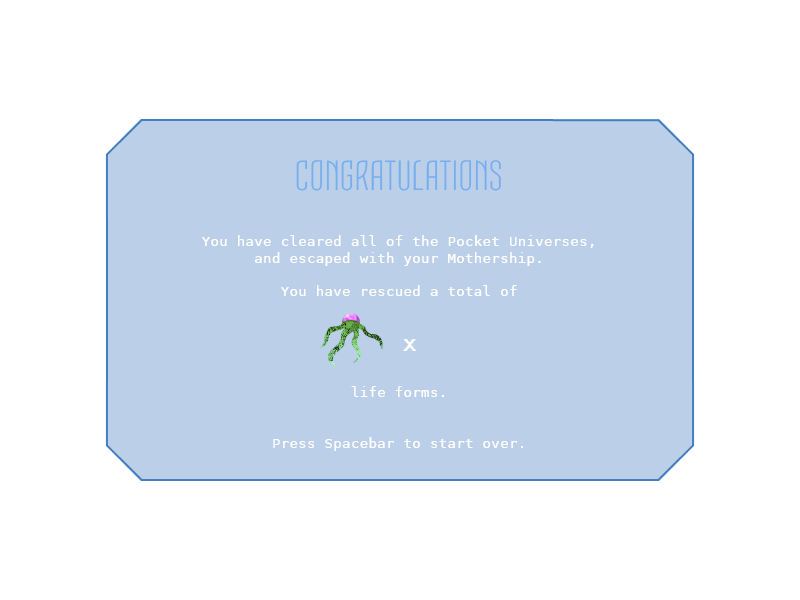 CONGRATULATIONS
You have cleared all of the Pocket Universes,
and escaped with your Mothership.
You have rescued a total of
x
life forms.
Press Spacebar to start over.